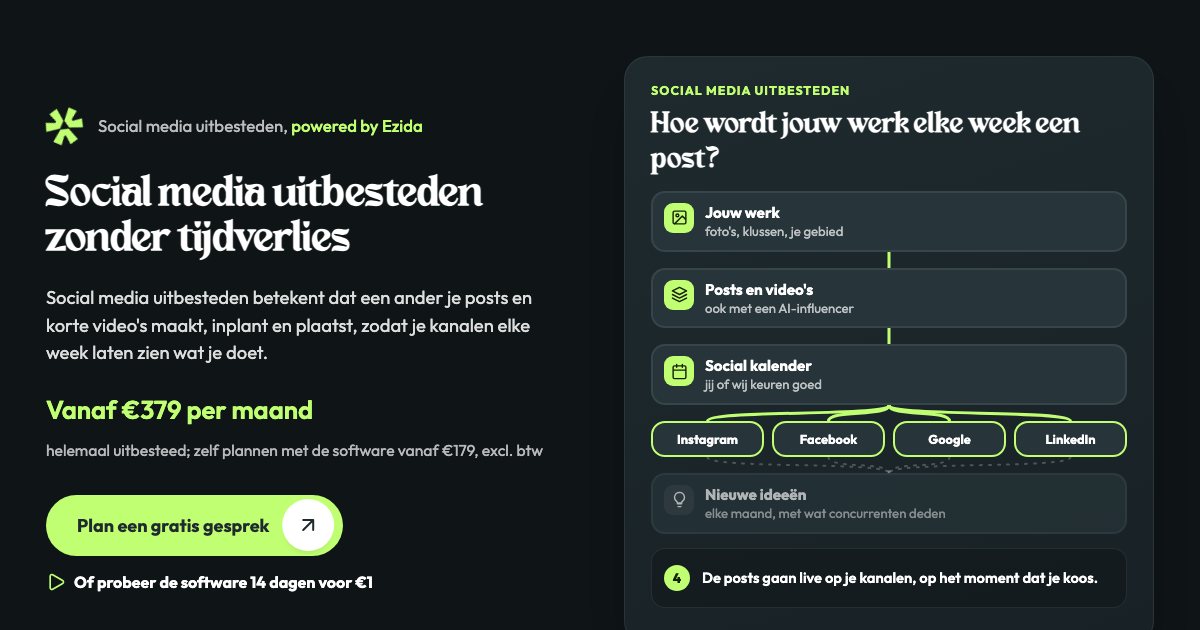 Social media uitbesteden, powered by Ezida
Social media uitbesteden
zonder tijdverlies
Social media uitbesteden betekent dat een ander je posts en
korte video's maakt, inplant en plaatst, zodat je kanalen elke
week laten zien wat je doet.
Vanaf €379 per maand
helemaal uitbesteed; zelf plannen met de software vanaf €179, excl. btw
Plan een gratis gesprek
Of probeer de software 14 dagen voor €1
SOCIAL MEDIA UITBESTEDEN
Hoe wordt jouw werk elke week een
post?
Jouw werk
foto's, klussen, je gebied
Posts en video's
ook met een AI-influencer
Social kalender
jij of wij keuren goed
Instagram
Facebook
Google
LinkedIn
Nieuwe ideeën
elke maand, met wat concurrenten deden
4 De posts gaan live op je kanalen, op het moment dat je koos.